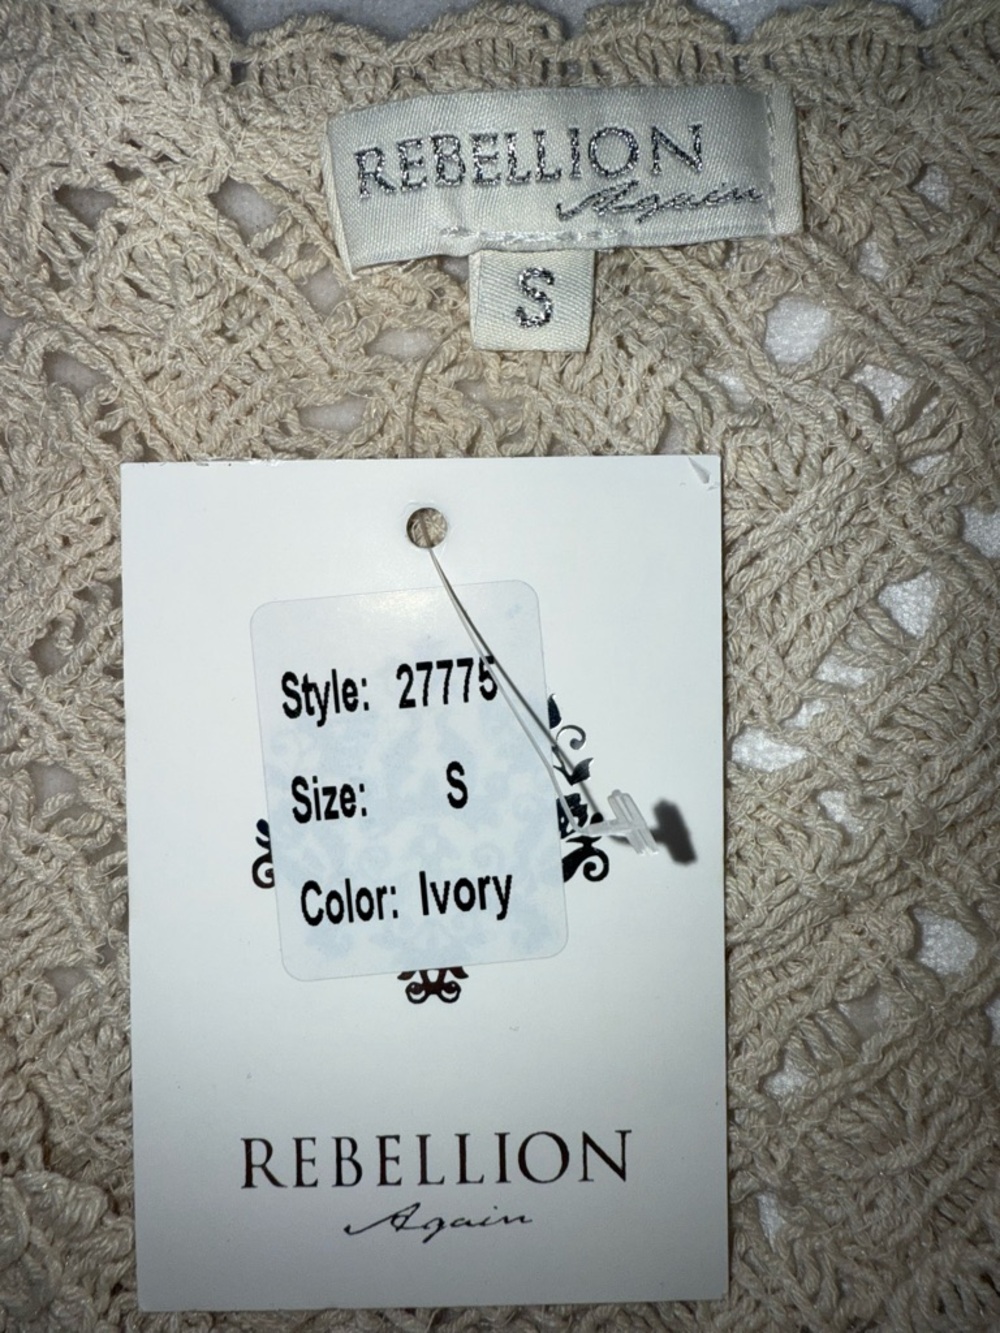 REBELLION
Again
S
Style: 27775
Size: S
Color: Ivory
REBELLION
Again